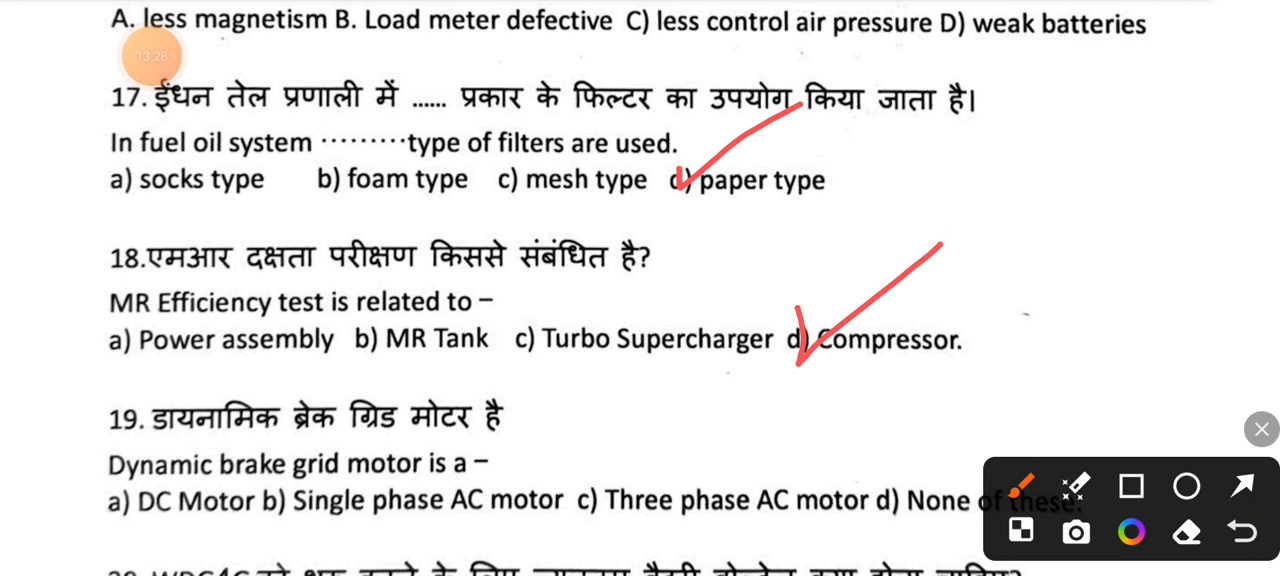 A. less magnetism B. Load meter defective C) less control air pressure D) weak batteries
13:28
17. ईंधन तेल प्रणाली में ...... प्रकार के फिल्टर का उपयोग किया जाता है।
In fuel oil system ·········type of filters are used.
a) socks type b) foam type c) mesh type d) paper type
18.एमआर दक्षता परीक्षण किससे संबंधित है?
MR Efficiency test is related to –
a) Power assembly b) MR Tank c) Turbo Supercharger d) Compressor.
19. डायनामिक ब्रेक ग्रिड मोटर है
Dynamic brake grid motor is a –
a) DC Motor b) Single phase AC motor c) Three phase AC motor d) None of these.